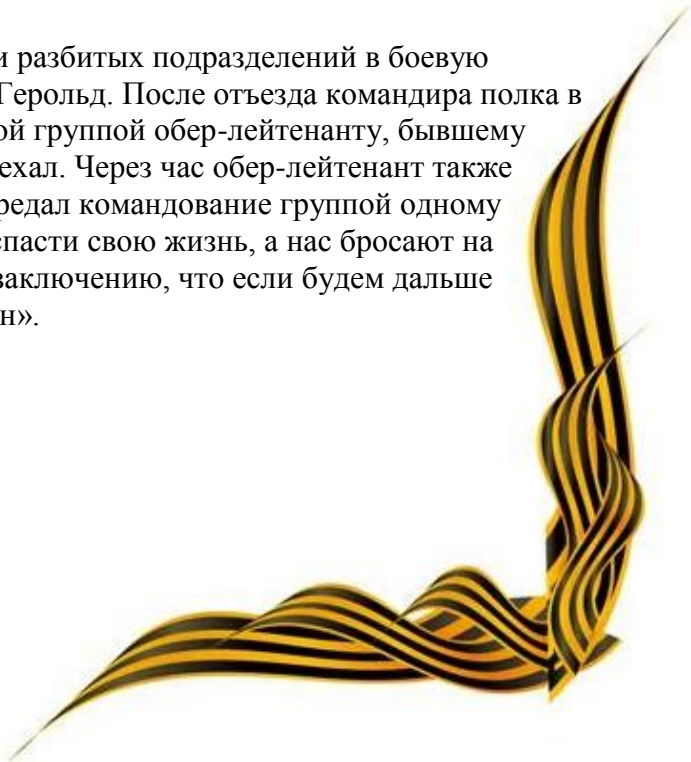 и разбитых подразделений в боевую
Герольд. После отъезда командира полка в
ой группой обер-лейтенанту, бывшему
ехал. Через час обер-лейтенант также
редал командование группой одному
спасти свою жизнь, а нас бросают на
заключению, что если будем дальше
н».